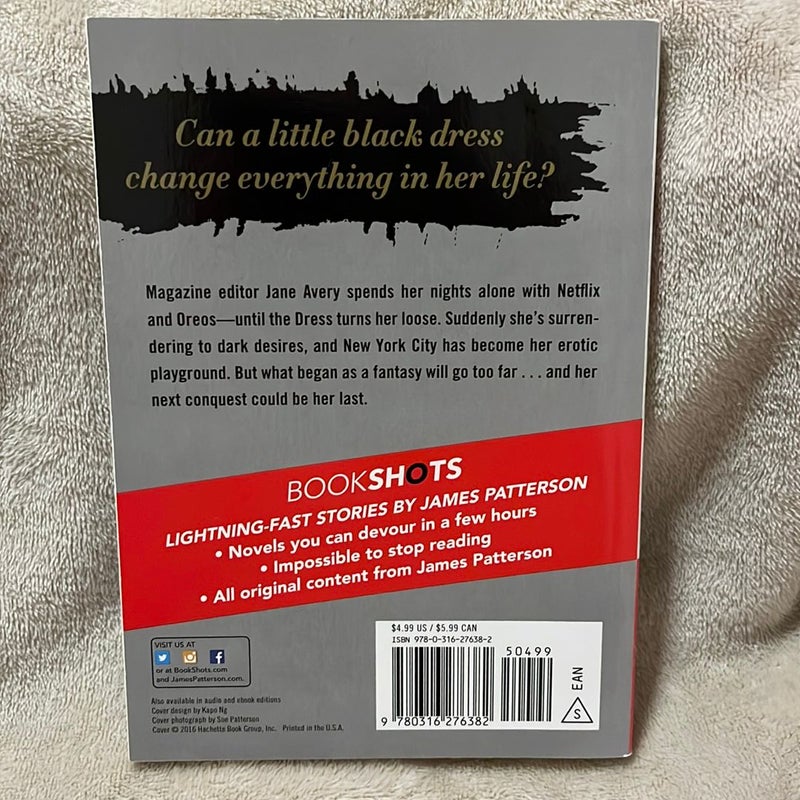 Can a little black dress
change everything in her life?
Magazine editor Jane Avery spends her nights alone with Netflix
and Oreos—until the Dress turns her loose. Suddenly she's surren-
dering to dark desires, and New York City has become her erotic
playground. But what began as a fantasy will go too far . . . and her
next conquest could be her last.
BOOKSHOTS
LIGHTNING-FAST STORIES BY JAMES PATTERSON
• Novels you can devour in a few hours
• Impossible to stop reading
• All original content from James Patterson
VISIT US AT
or at BookShots.com
and JamesPatterson.com.
Also available in audio and ebook editions
Cover design by Kapo Ng
Cover photograph by Sue Patterson
Cover © 2016 Hachette Book Group, Inc. Printed in the U.S.A.
$4.99 US / $5.99 CAN
ISBN 978-0-316-27638-2
50499
9 780316 276382
EAN
S